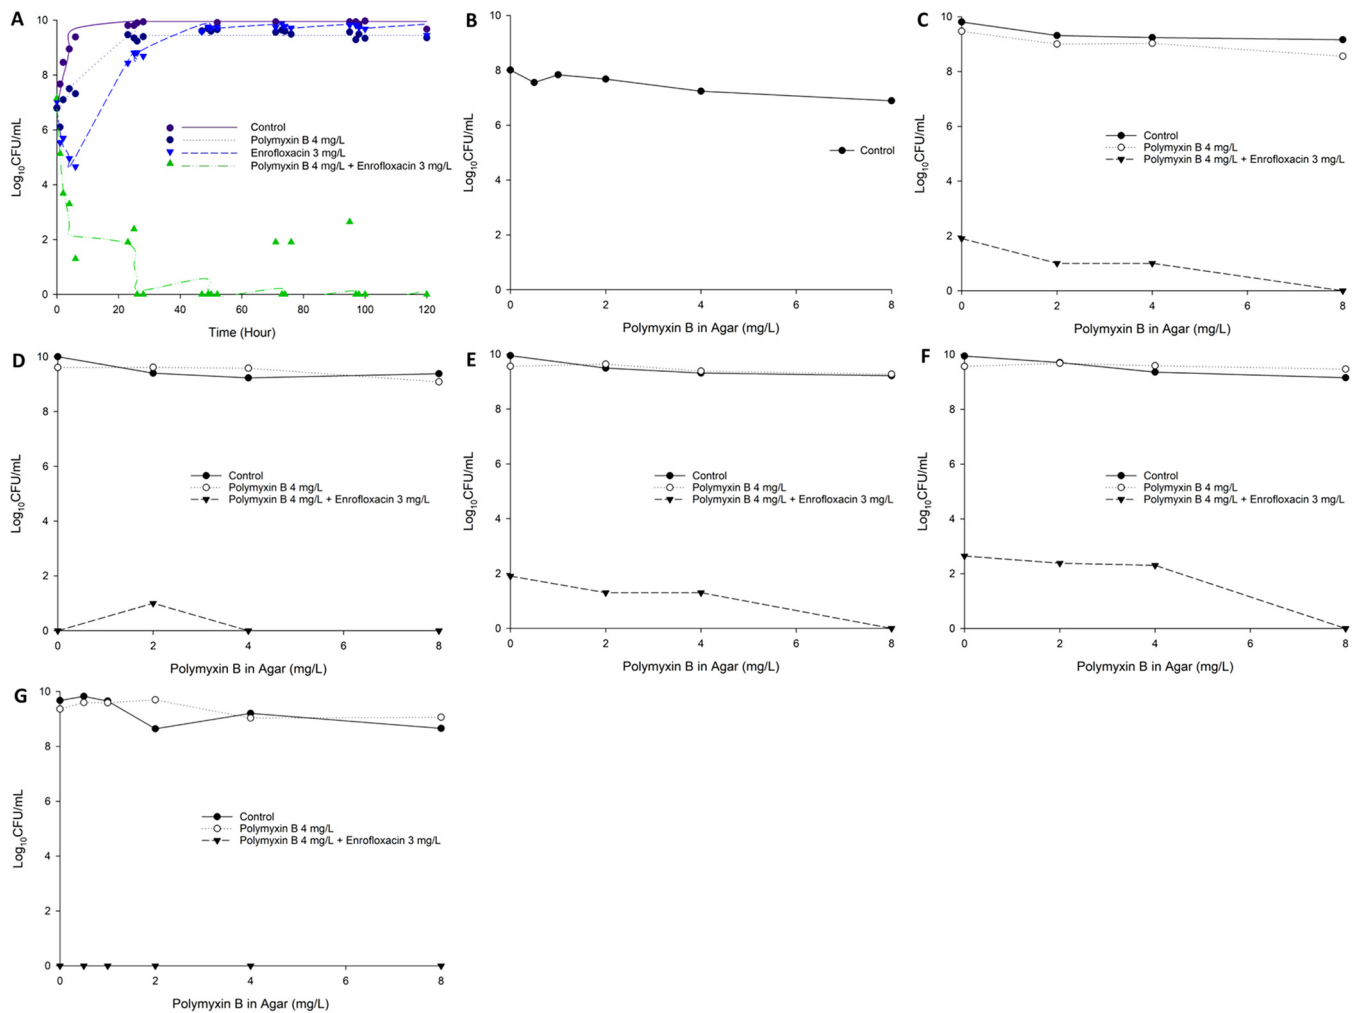 A
10
8
6
4
2
0
Log10CFU/mL
Control
Polymyxin B 4 mg/L
Enrofloxacin 3 mg/L
Polymyxin B 4 mg/L + Enrofloxacin 3 mg/L
0 20 40 60 80 100 120
Time (Hour)
B
10
8
6
4
2
0
Log10CFU/mL
Control
0 2 4 6 8
Polymyxin B in Agar (mg/L)
C
10
8
6
4
2
0
Log10CFU/mL
Control
Polymyxin B 4 mg/L
Polymyxin B 4 mg/L + Enrofloxacin 3 mg/L
0 2 4 6 8
Polymyxin B in Agar (mg/L)
D
10
8
6
4
2
0
Log10CFU/mL
Control
Polymyxin B 4 mg/L
Polymyxin B 4 mg/L + Enrofloxacin 3 mg/L
0 2 4 6 8
Polymyxin B in Agar (mg/L)
E
10
8
6
4
2
0
Log10CFU/mL
Control
Polymyxin B 4 mg/L
Polymyxin B 4 mg/L + Enrofloxacin 3 mg/L
0 2 4 6 8
Polymyxin B in Agar (mg/L)
F
10
8
6
4
2
0
Log10CFU/mL
Control
Polymyxin B 4 mg/L
Polymyxin B 4 mg/L + Enrofloxacin 3 mg/L
0 2 4 6 8
Polymyxin B in Agar (mg/L)
G
10
8
6
4
2
0
Log10CFU/mL
Control
Polymyxin B 4 mg/L
Polymyxin B 4 mg/L + Enrofloxacin 3 mg/L
0 2 4 6 8
Polymyxin B in Agar (mg/L)